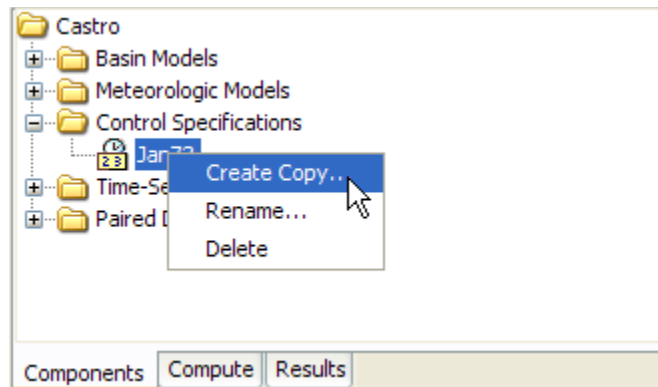 Castro
Basin Models
Meteorologic Models
Control Specifications
Create Copy...
Time-Se
Rename...
Paired
Delete
Components Compute Results